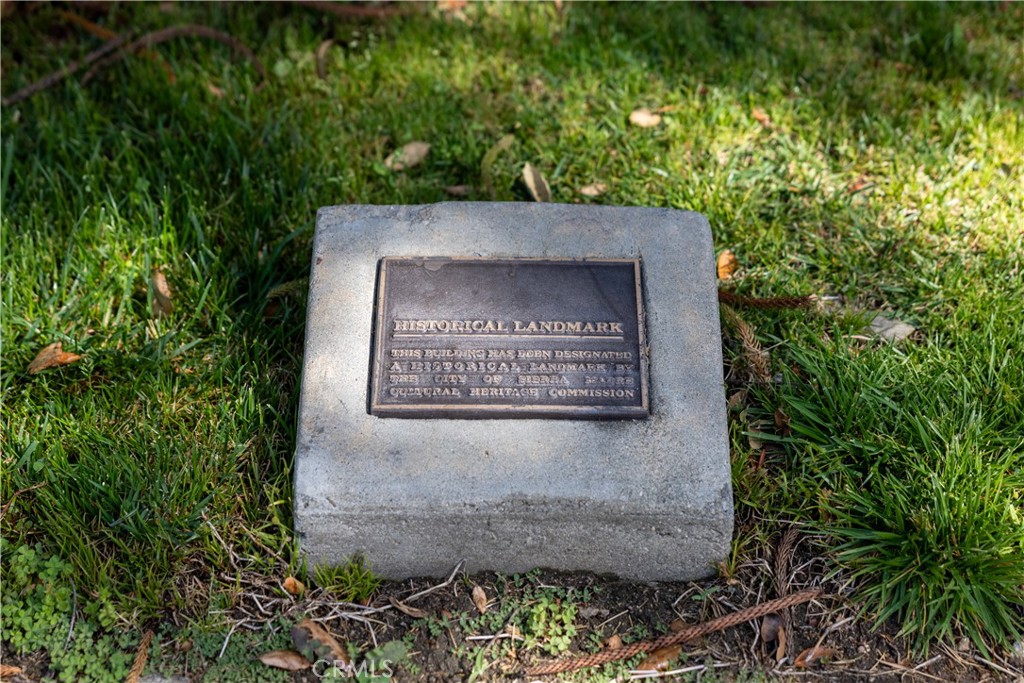 HISTORICAL LANDMARK
THIS BUILDING HAS BEEN DESIGNATED
A HISTORICAL LANDMARK BY
THE CITY OF SIERRA MADRE
CULTURAL HERITAGE COMMISSION
CRMLS